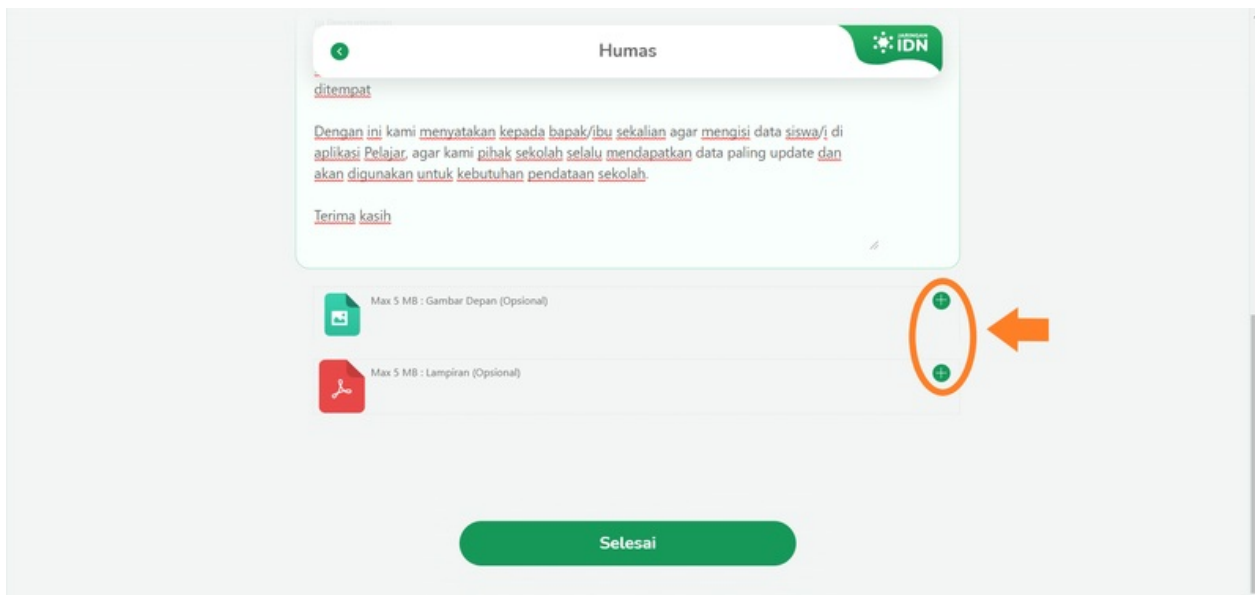 Humas
JARINGAN
IDN
ditempat
Dengan ini kami menyatakan kepada bapak/ibu sekalian agar mengisi data siswa/i di
aplikasi Pelajar, agar kami pihak sekolah selalu mendapatkan data paling update dan
akan digunakan untuk kebutuhan pendataan sekolah.
Terima kasih
Max 5 MB : Gambar Depan (Opsional)
Max 5 MB : Lampiran (Opsional)
Selesai